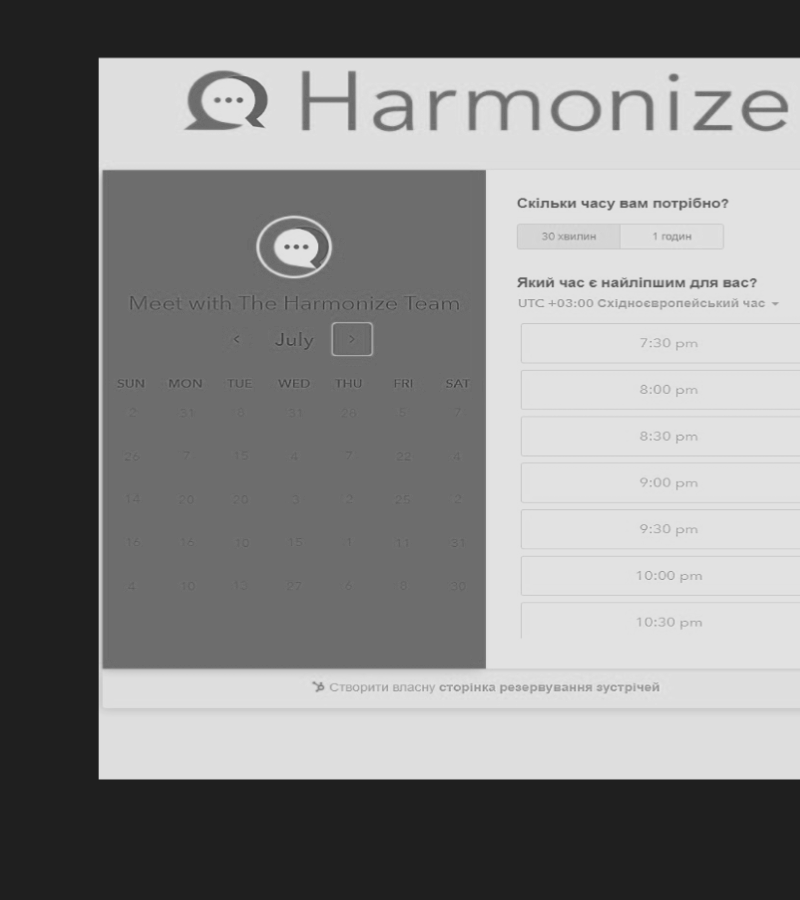 Harmonize
Meet with The Harmonize Team
< July >
SUN MON TUE WED THU FRI SAT
2 31 31 28 5 7
26 7 15 4 7 22 4
14 20 20 3 2 25 2
16 16 10 15 1 11 31
4 10 13 27 6 8 30
Скільки часу вам потрібно?
30 хвилин 1 годин
Який час є найліпшим для вас?
UTC +03:00 Східноєвропейський час
7:30 pm
8:00 pm
8:30 pm
9:00 pm
9:30 pm
10:00 pm
10:30 pm
Створити власну сторінка резервування зустрічей